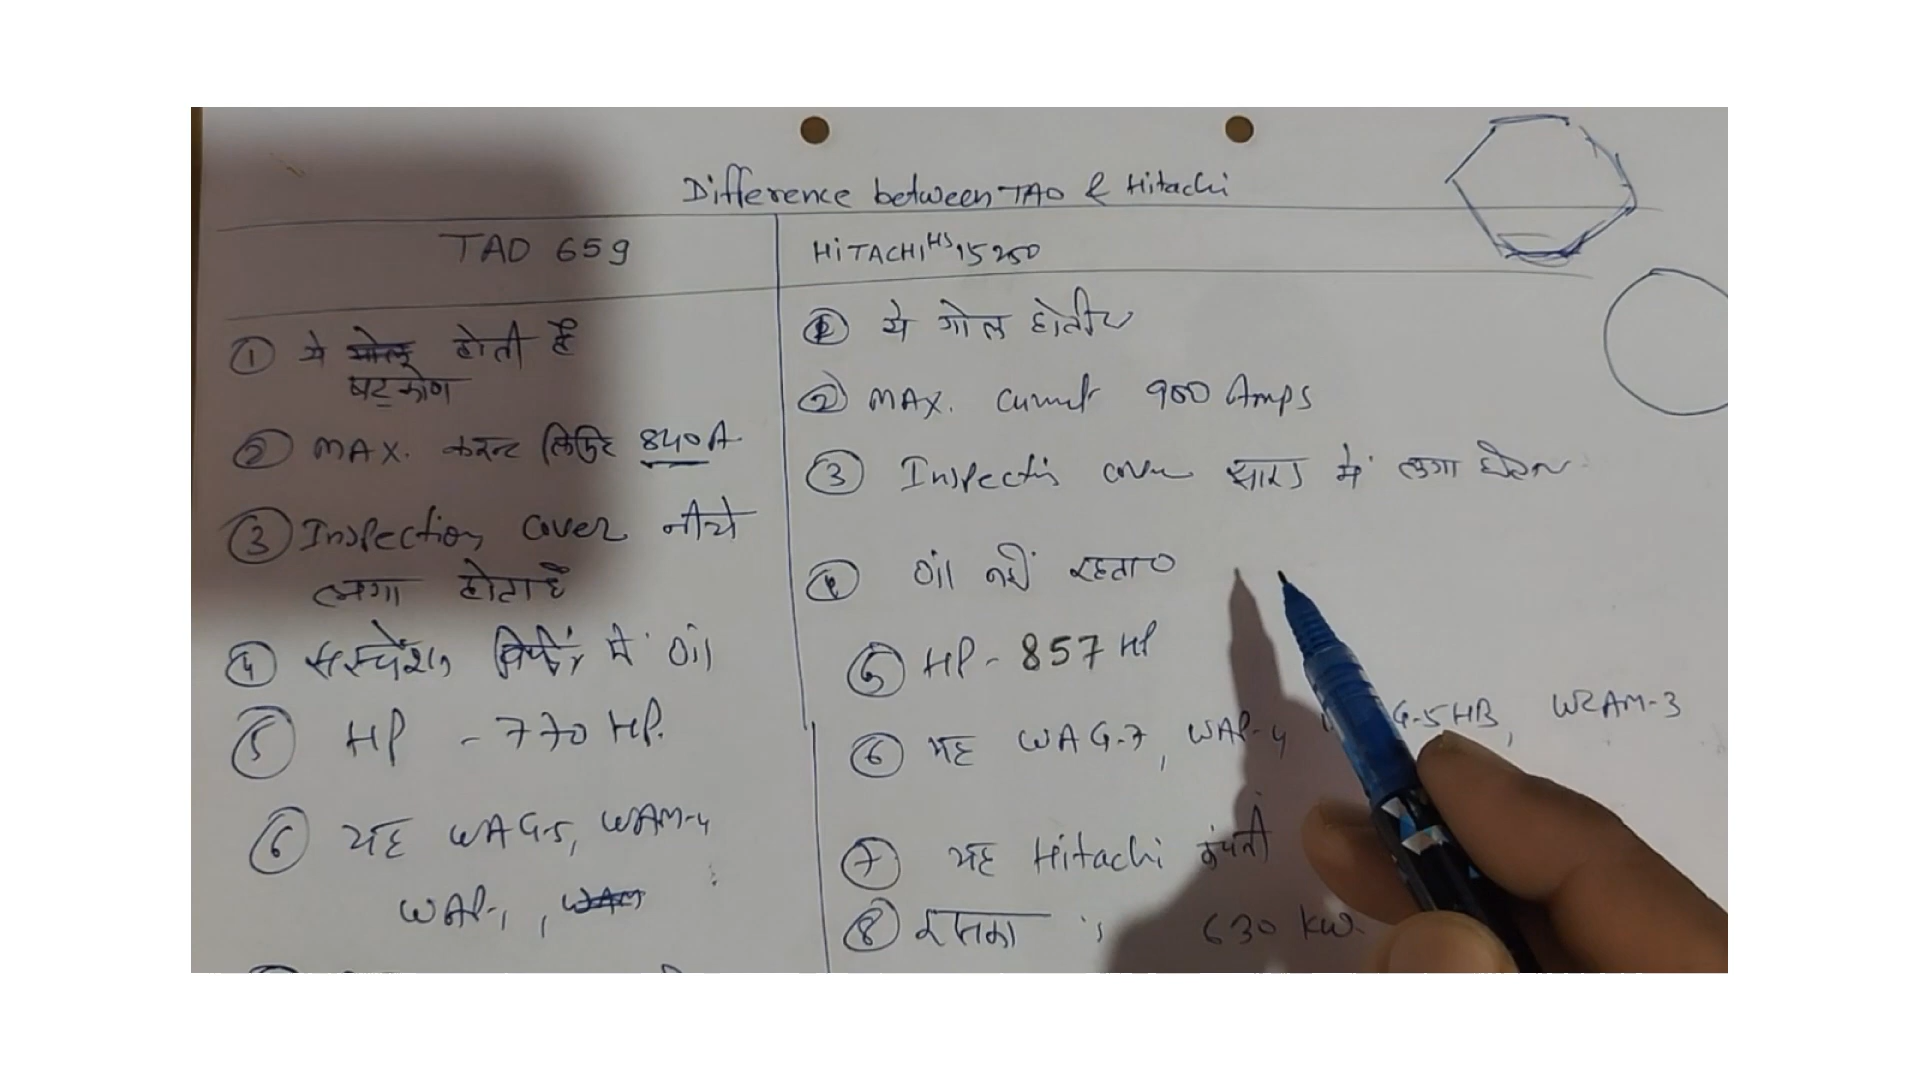 Difference between TAO & Hitachi
TAO 659
① ये गोल होती है
षट्कोण
② MAX. करन्ट लिमिट 840A.
③ Inspection cover नीचे
लगा होता है
④ सस्पेंशन में oil
⑤ HP - 770 HP.
⑥ यह WAG-5, WAM-4
WAP-1, WAM
HiTACHI HS 15250
① ये गोल होती
② MAX. current 900 Amps
③ Inspection cover साइड में लगा होता
④ oil नहीं रहता
⑤ HP - 857 HP
⑥ यह WAG-7, WAP-4 G-5HB, WCAM-3
⑦ यह Hitachi कंपनी
⑧ इसका 630 kw.